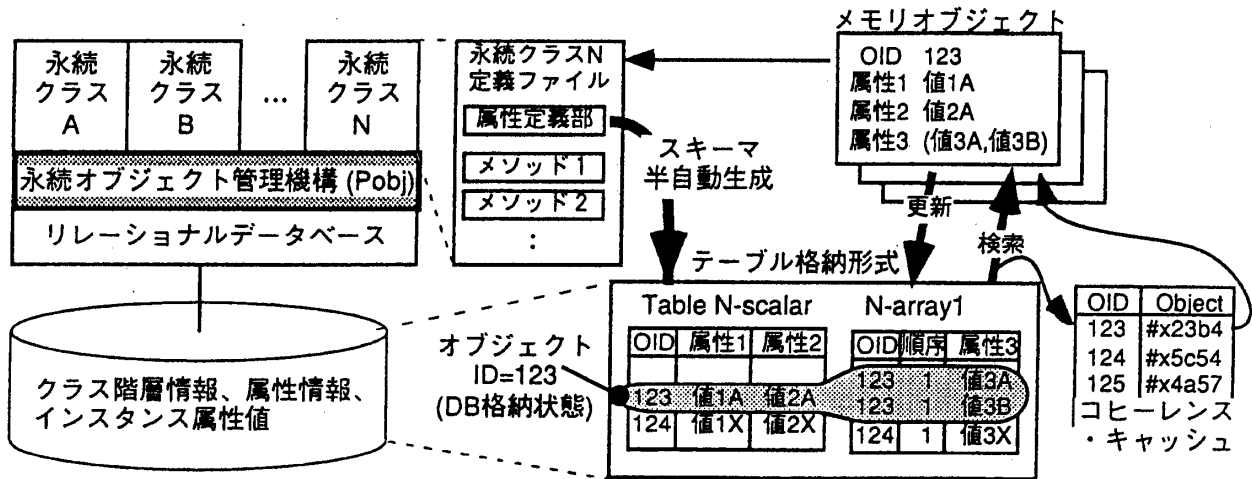 永続
クラス
A
永続
クラス
B
...
永続
クラス
N
永続オブジェクト管理機構 (Pobj)
リレーショナルデータベース
クラス階層情報、属性情報、
インスタンス属性値
永続クラスN
定義ファイル
属性定義部
メソッド1
メソッド2
:
スキーマ
半自動生成
メモリオブジェクト
OID 123
属性1 値1A
属性2 値2A
属性3 (値3A,値3B)
更新
検索
テーブル格納形式
Table N-scalar
OID 属性1 属性2
123 値1A 値2A
124 値1X 値2X
N-array1
OID 順序 属性3
123 1 値3A
123 1 値3B
124 1 値3X
オブジェクト
ID=123
(DB格納状態)
OID Object
123 #x23b4
124 #x5c54
125 #x4a57
コヒーレンス
・キャッシュ